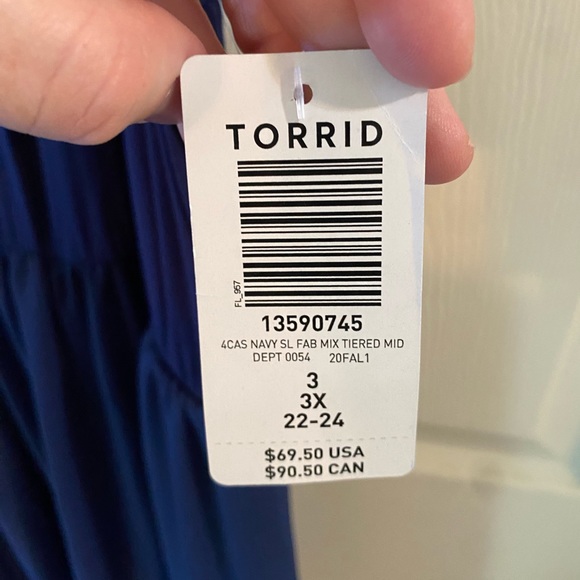 TORRID
FL_957
13590745
4CAS NAVY SL FAB MIX TIERED MID
DEPT 0054 20FAL1
3
3X
22-24
$69.50 USA
$90.50 CAN